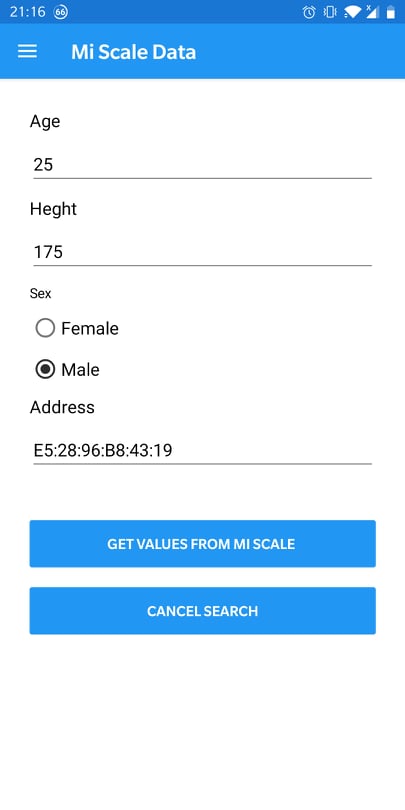 21:16 66
Mi Scale Data
Age
25
Heght
175
Sex
Female
Male
Address
E5:28:96:B8:43:19
GET VALUES FROM MI SCALE
CANCEL SEARCH